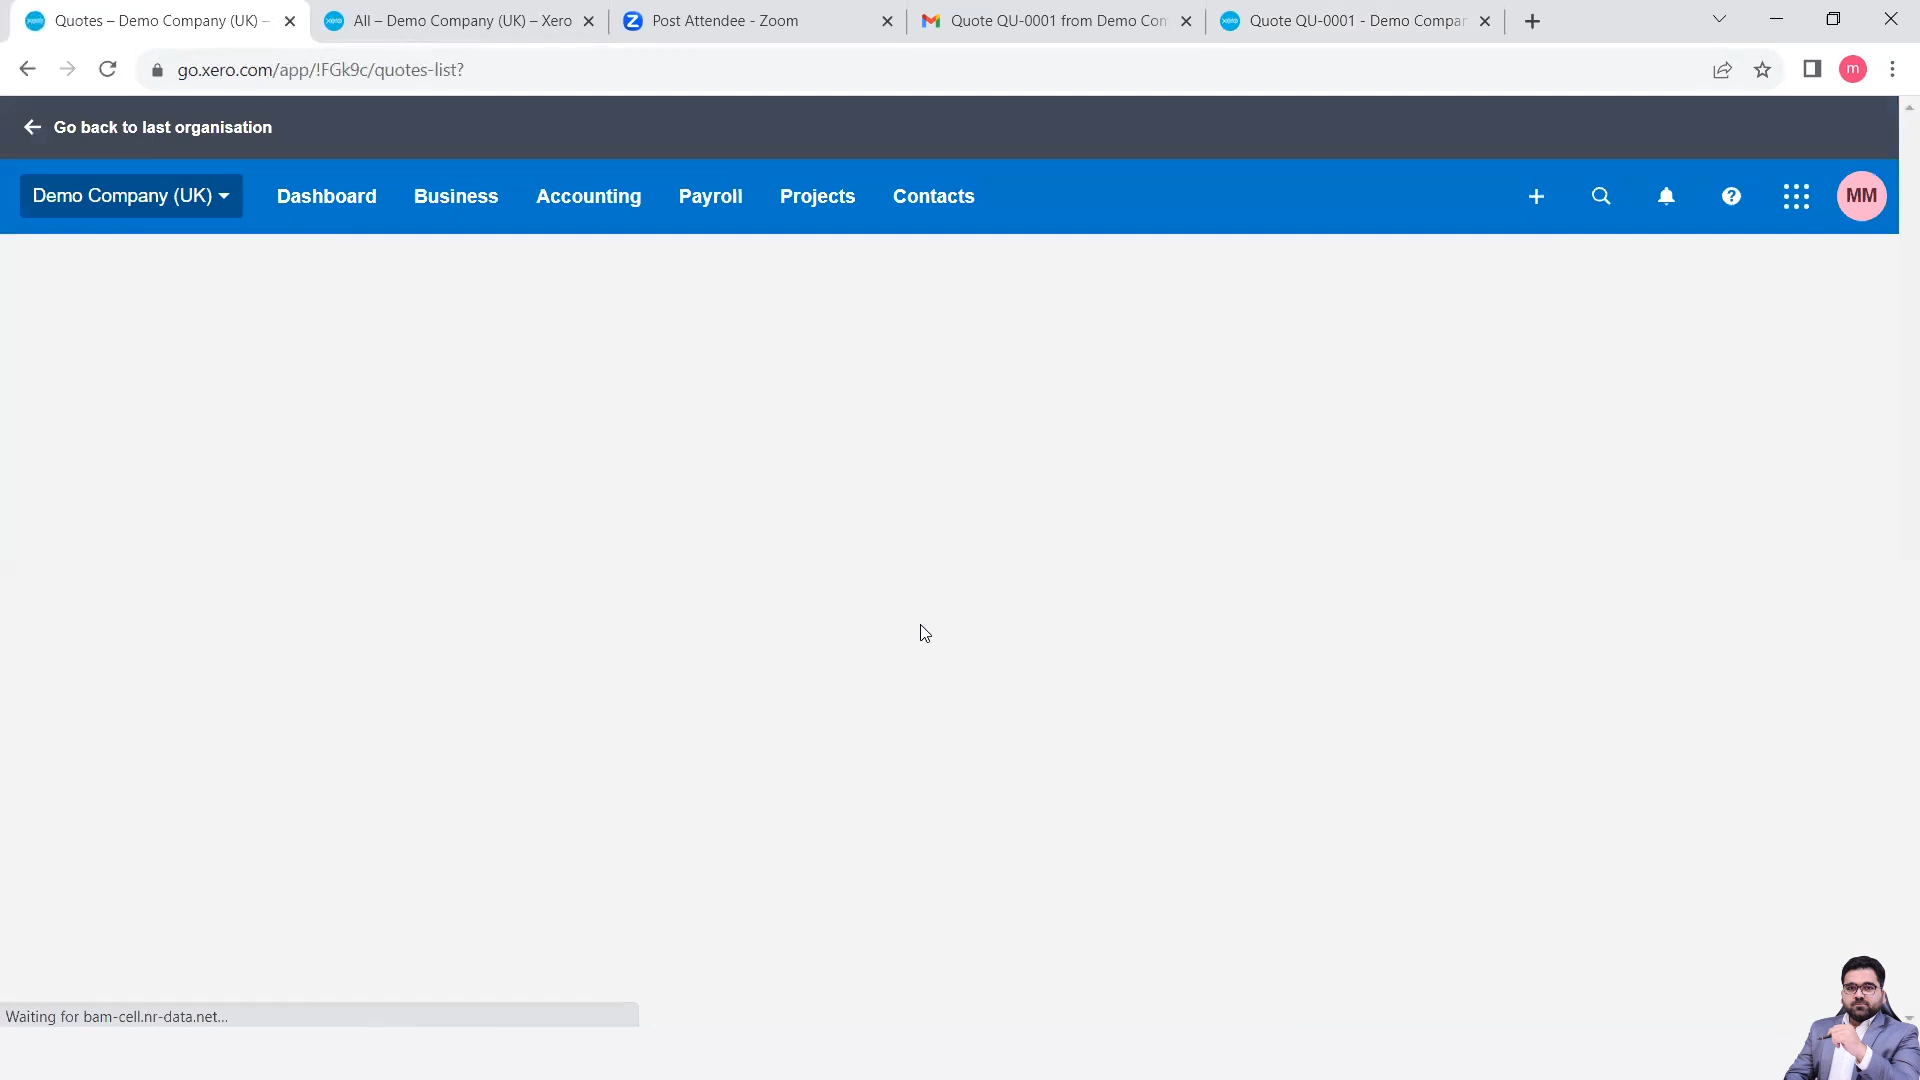 Quotes – Demo Company (UK) –
All – Demo Company (UK) – Xero
Post Attendee - Zoom
Quote QU-0001 from Demo Com
Quote QU-0001 - Demo Compan
go.xero.com/app/!FGk9c/quotes-list?
m
Go back to last organisation
Demo Company (UK)
Dashboard
Business
Accounting
Payroll
Projects
Contacts
MM
Waiting for bam-cell.nr-data.net...